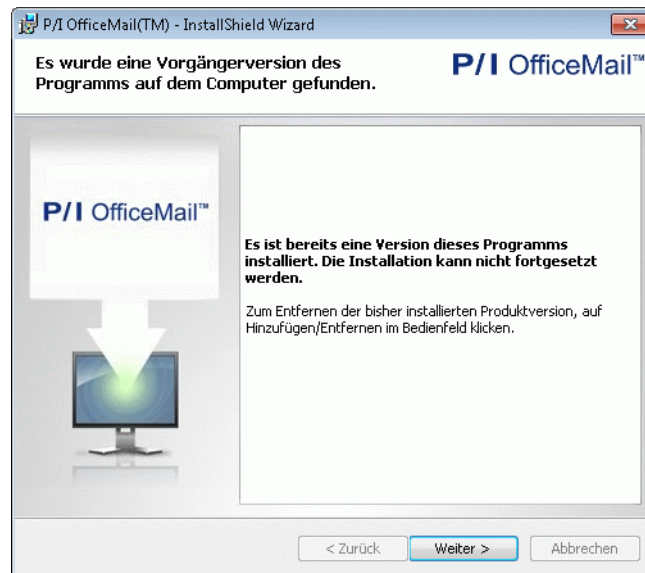 P/I OfficeMail(TM) - InstallShield Wizard
Es wurde eine Vorgängerversion des
Programms auf dem Computer gefunden.
P/I OfficeMail™
P/I OfficeMail™
Es ist bereits eine Version dieses Programms
installiert. Die Installation kann nicht fortgesetzt
werden.
Zum Entfernen der bisher installierten Produktversion, auf
Hinzufügen/Entfernen im Bedienfeld klicken.
< Zurück
Weiter >
Abbrechen